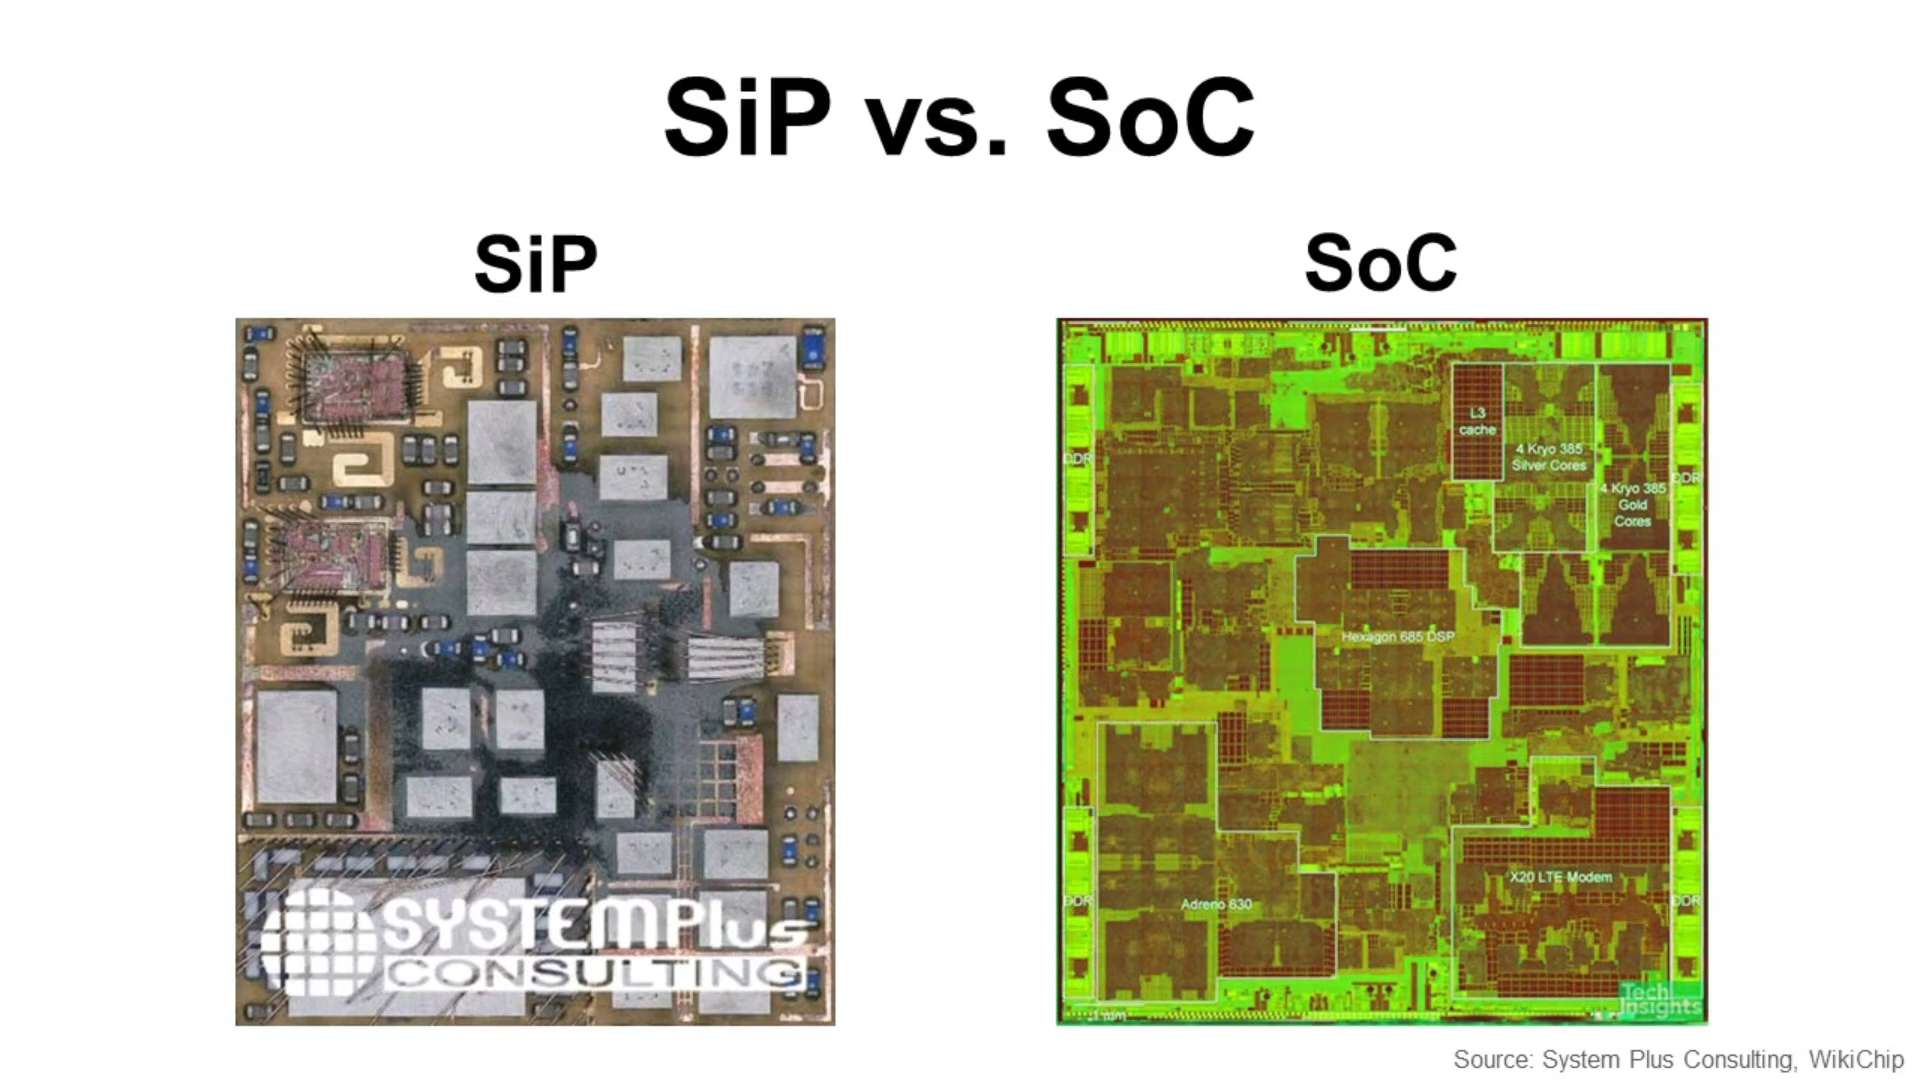 SiP vs. SoC
SiP
SoC
SYSTEMPlus
CONSULTING
L3
cache
4 Kryo 385
Silver Cores
4 Kryo 385
Gold
Cores
DDR
DDR
Hexagon 685 DSP
X20 LTE Modem
Adreno 630
DDR
DDR
Tech
Insights
1 mm
Source: System Plus Consulting, WikiChip